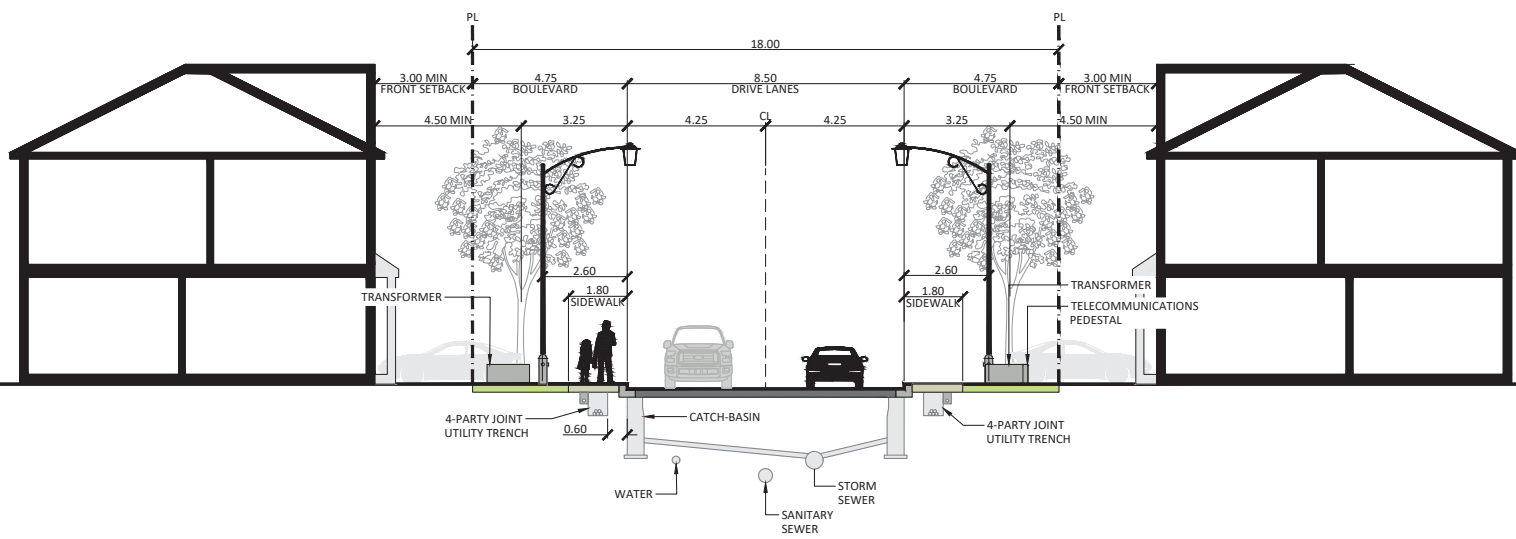 PL
PL
18.00
3.00 MIN
FRONT SETBACK
4.75
BOULEVARD
8.50
DRIVE LANES
4.75
BOULEVARD
3.00 MIN
FRONT SETBACK
4.50 MIN
3.25
4.25
CL
4.25
3.25
4.50 MIN
2.60
2.60
1.80
SIDEWALK
1.80
SIDEWALK
TRANSFORMER
TRANSFORMER
TELECOMMUNICATIONS
PEDESTAL
4-PARTY JOINT
UTILITY TRENCH
0.60
CATCH-BASIN
4-PARTY JOINT
UTILITY TRENCH
WATER
STORM
SEWER
SANITARY
SEWER